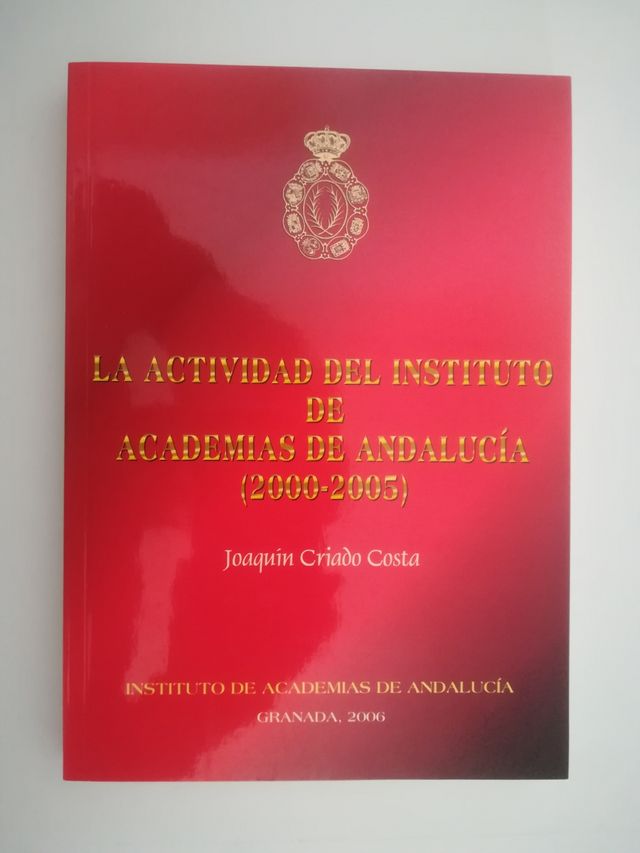 LA ACTIVIDAD DEL INSTITUTO
DE
ACADEMIAS DE ANDALUCÍA
(2000-2005)
Joaquín Criado Costa
INSTITUTO DE ACADEMIAS DE ANDALUCÍA
GRANADA, 2006